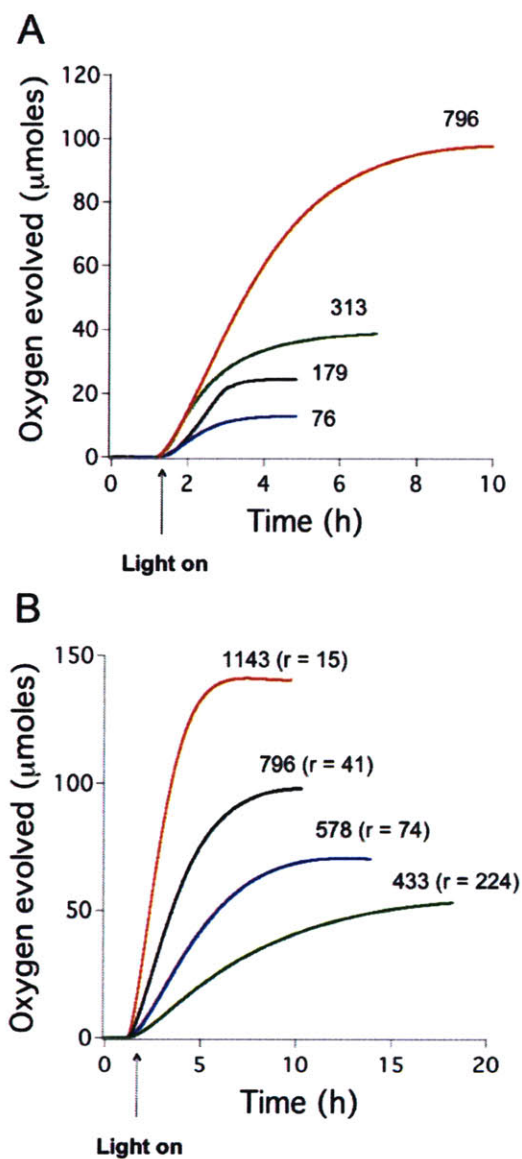 A
Oxygen evolved (μmoles)
120
100
80
60
40
20
0
796
313
179
76
0 2 4 6 8 10
Time (h)
Light on
B
Oxygen evolved (μmoles)
150
100
50
0
1143 (r = 15)
796 (r = 41)
578 (r = 74)
433 (r = 224)
0 5 10 15 20
Time (h)
Light on